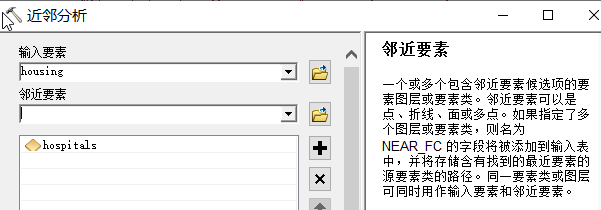 近邻分析
输入要素
housing
邻近要素
hospitals
邻近要素
一个或多个包含邻近要素候选项的要
素图层或要素类。邻近要素可以是
点、折线、面或多点。如果指定了多
个图层或要素类，则名为
NEAR_FC 的字段将被添加到输入表
中，并将存储含有找到的最近要素的
源要素类的路径。同一要素类或图层
可同时用作输入要素和邻近要素。